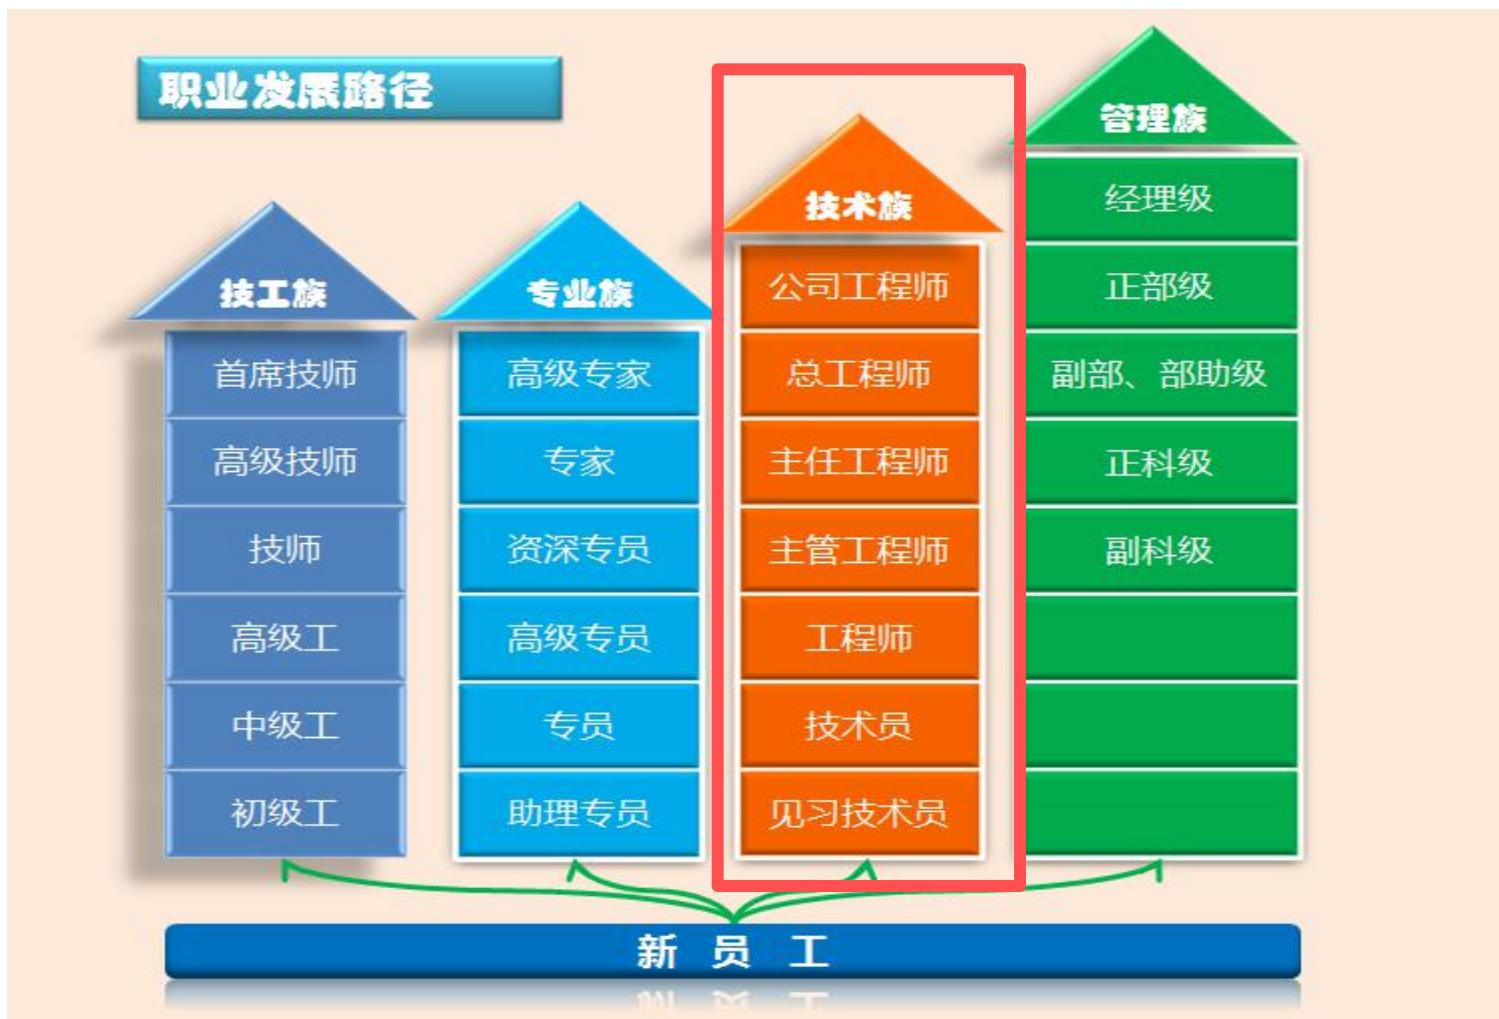 职业发展路径
技工族
首席技师
高级技师
技师
高级工
中级工
初级工
专业族
高级专家
专家
资深专员
高级专员
专员
助理专员
技术族
公司工程师
总工程师
主任工程师
主管工程师
工程师
技术员
见习技术员
管理族
经理级
正部级
副部、部助级
正科级
副科级
新员工